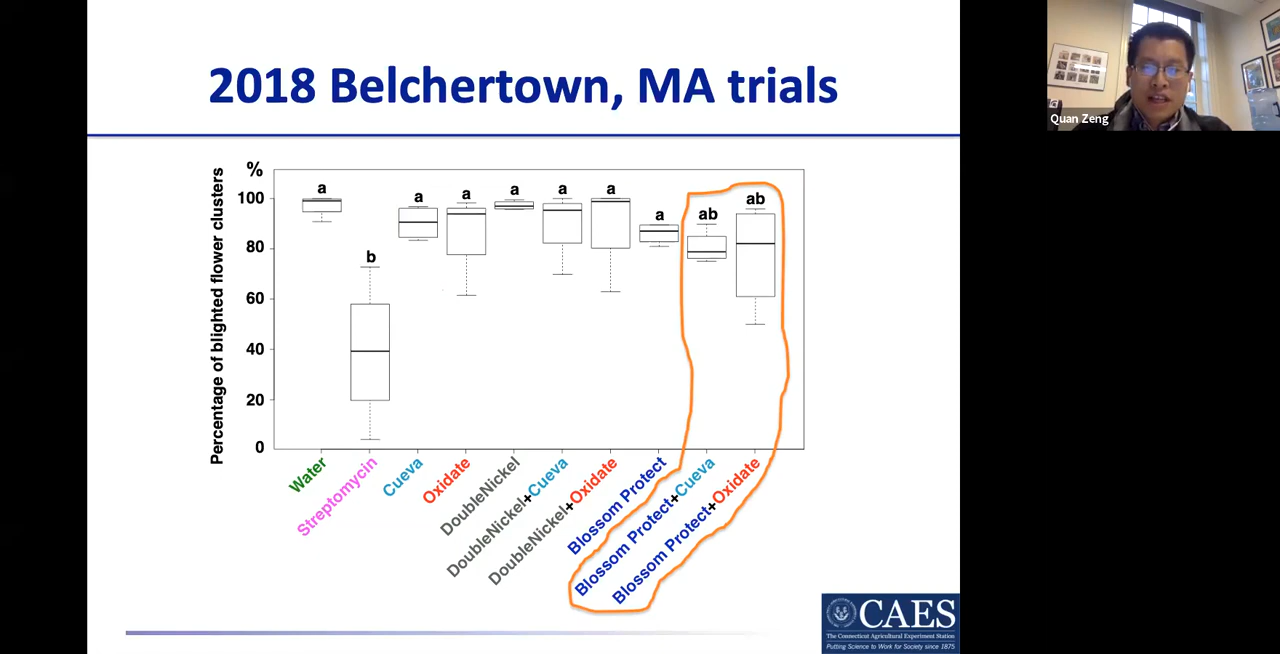 2018 Belchertown, MA trials
Quan Zeng
%
Percentage of blighted flower clusters
100
80
60
40
20
0
a
b
a
a
a
a
a
a
ab
ab
Water
Streptomycin
Cueva
Oxidate
DoubleNickel
DoubleNickel+Cueva
DoubleNickel+Oxidate
Blossom Protect
Blossom Protect+Cueva
Blossom Protect+Oxidate
CAES
The Connecticut Agricultural Experiment Station
Putting Science to Work for Society since 1875